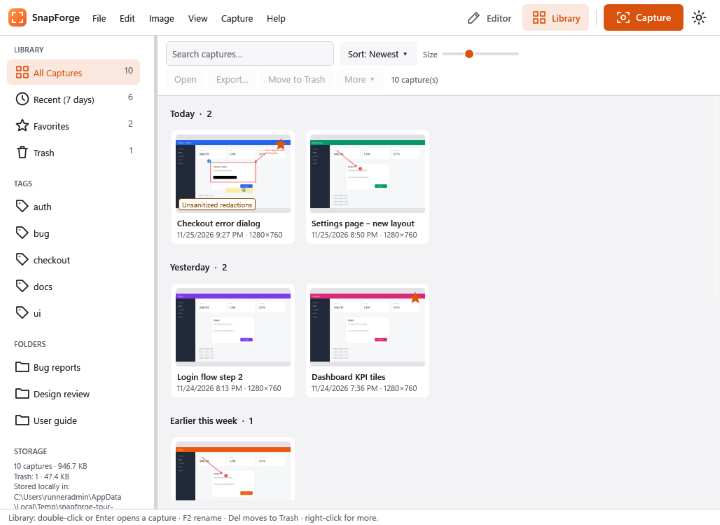 SnapForge File Edit Image View Capture Help Editor Library Capture
LIBRARY
All Captures 10
Recent (7 days) 6
Favorites 2
Trash 1
TAGS
auth
bug
checkout
docs
ui
FOLDERS
Bug reports
Design review
User guide
STORAGE
10 captures · 946.7 KB
Trash: 1 · 47.4 KB
Stored locally in:
C:\Users\runneradmin\AppData
\Local\Temp\snapforge-tour-
Search captures... Sort: Newest Size
Open Export... Move to Trash More 10 capture(s)
Today · 2
Unsanitized redactions
Checkout error dialog
11/25/2026 9:27 PM · 1280×760
Settings page – new layout
11/25/2026 8:50 PM · 1280×760
Yesterday · 2
Login flow step 2
11/24/2026 8:13 PM · 1280×760
Dashboard KPI tiles
11/24/2026 7:36 PM · 1280×760
Earlier this week · 1
Library: double-click or Enter opens a capture · F2 rename · Del moves to Trash · right-click for more.